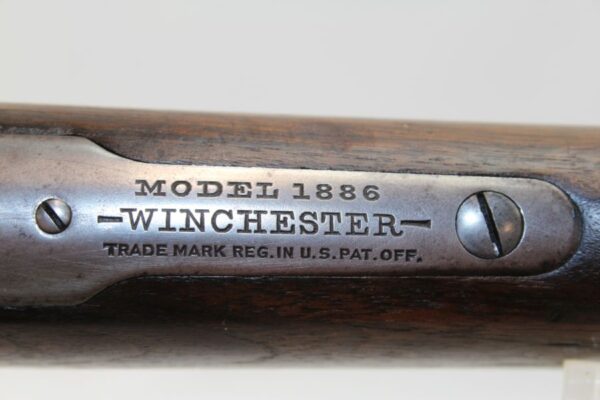 MODEL 1886
-WINCHESTER-
TRADE MARK REG. IN U.S. PAT. OFF.